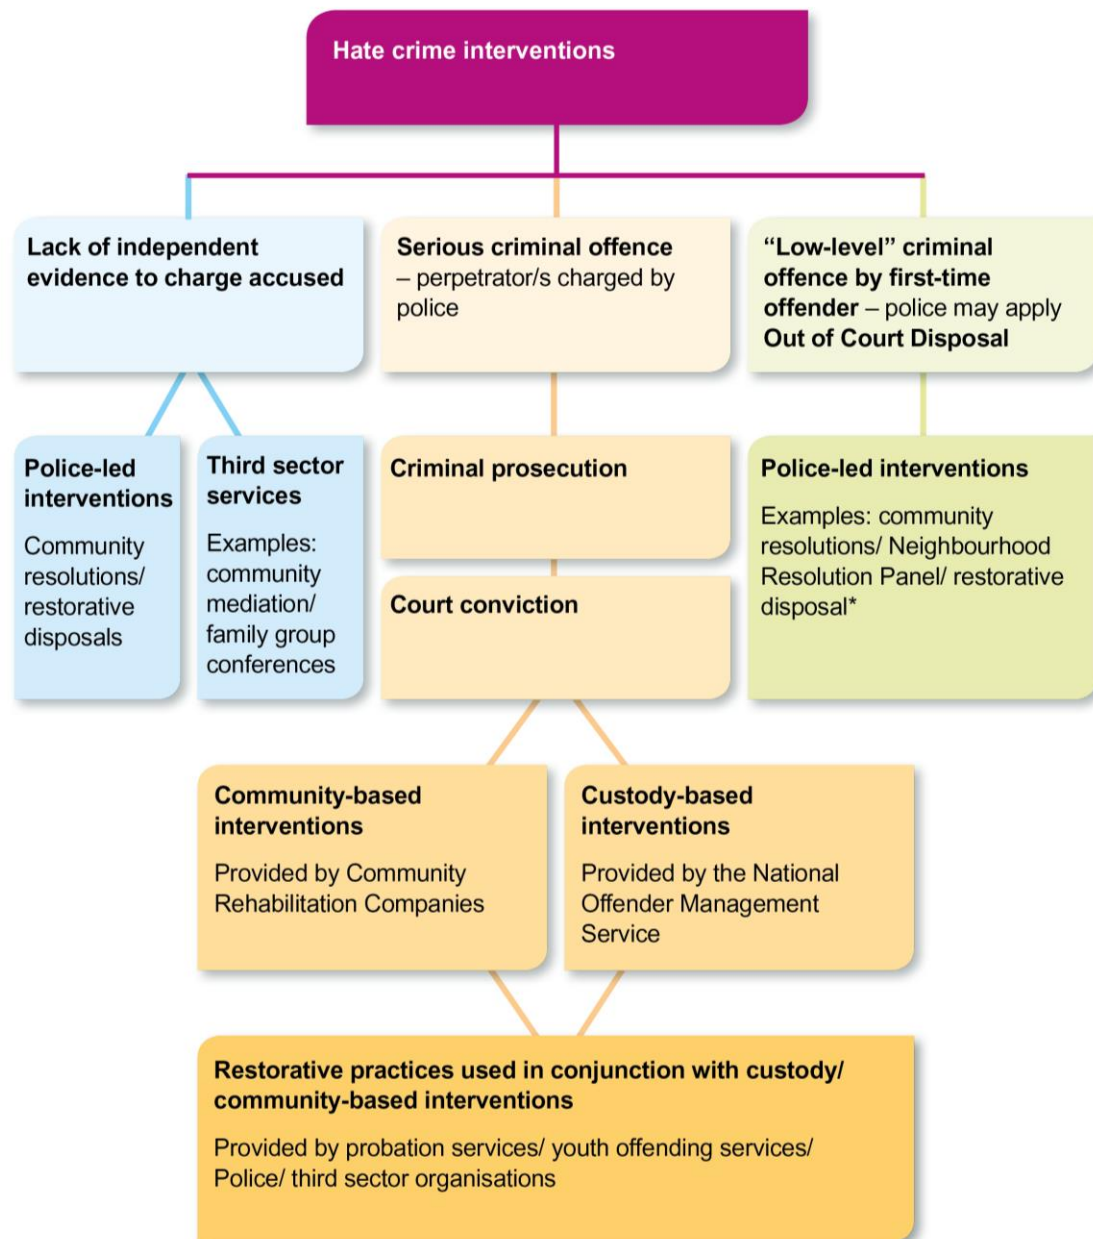 Hate crime interventions
Lack of independent
evidence to charge accused
Serious criminal offence
– perpetrator/s charged by
police
“Low-level” criminal
offence by first-time
offender – police may apply
Out of Court Disposal
Police-led
interventions
Community
resolutions/
restorative
disposals
Third sector
services
Examples:
community
mediation/
family group
conferences
Criminal prosecution
Court conviction
Police-led interventions
Examples: community
resolutions/ Neighbourhood
Resolution Panel/ restorative
disposal*
Community-based
interventions
Provided by Community
Rehabilitation Companies
Custody-based
interventions
Provided by the National
Offender Management
Service
Restorative practices used in conjunction with custody/
community-based interventions
Provided by probation services/ youth offending services/
Police/ third sector organisations